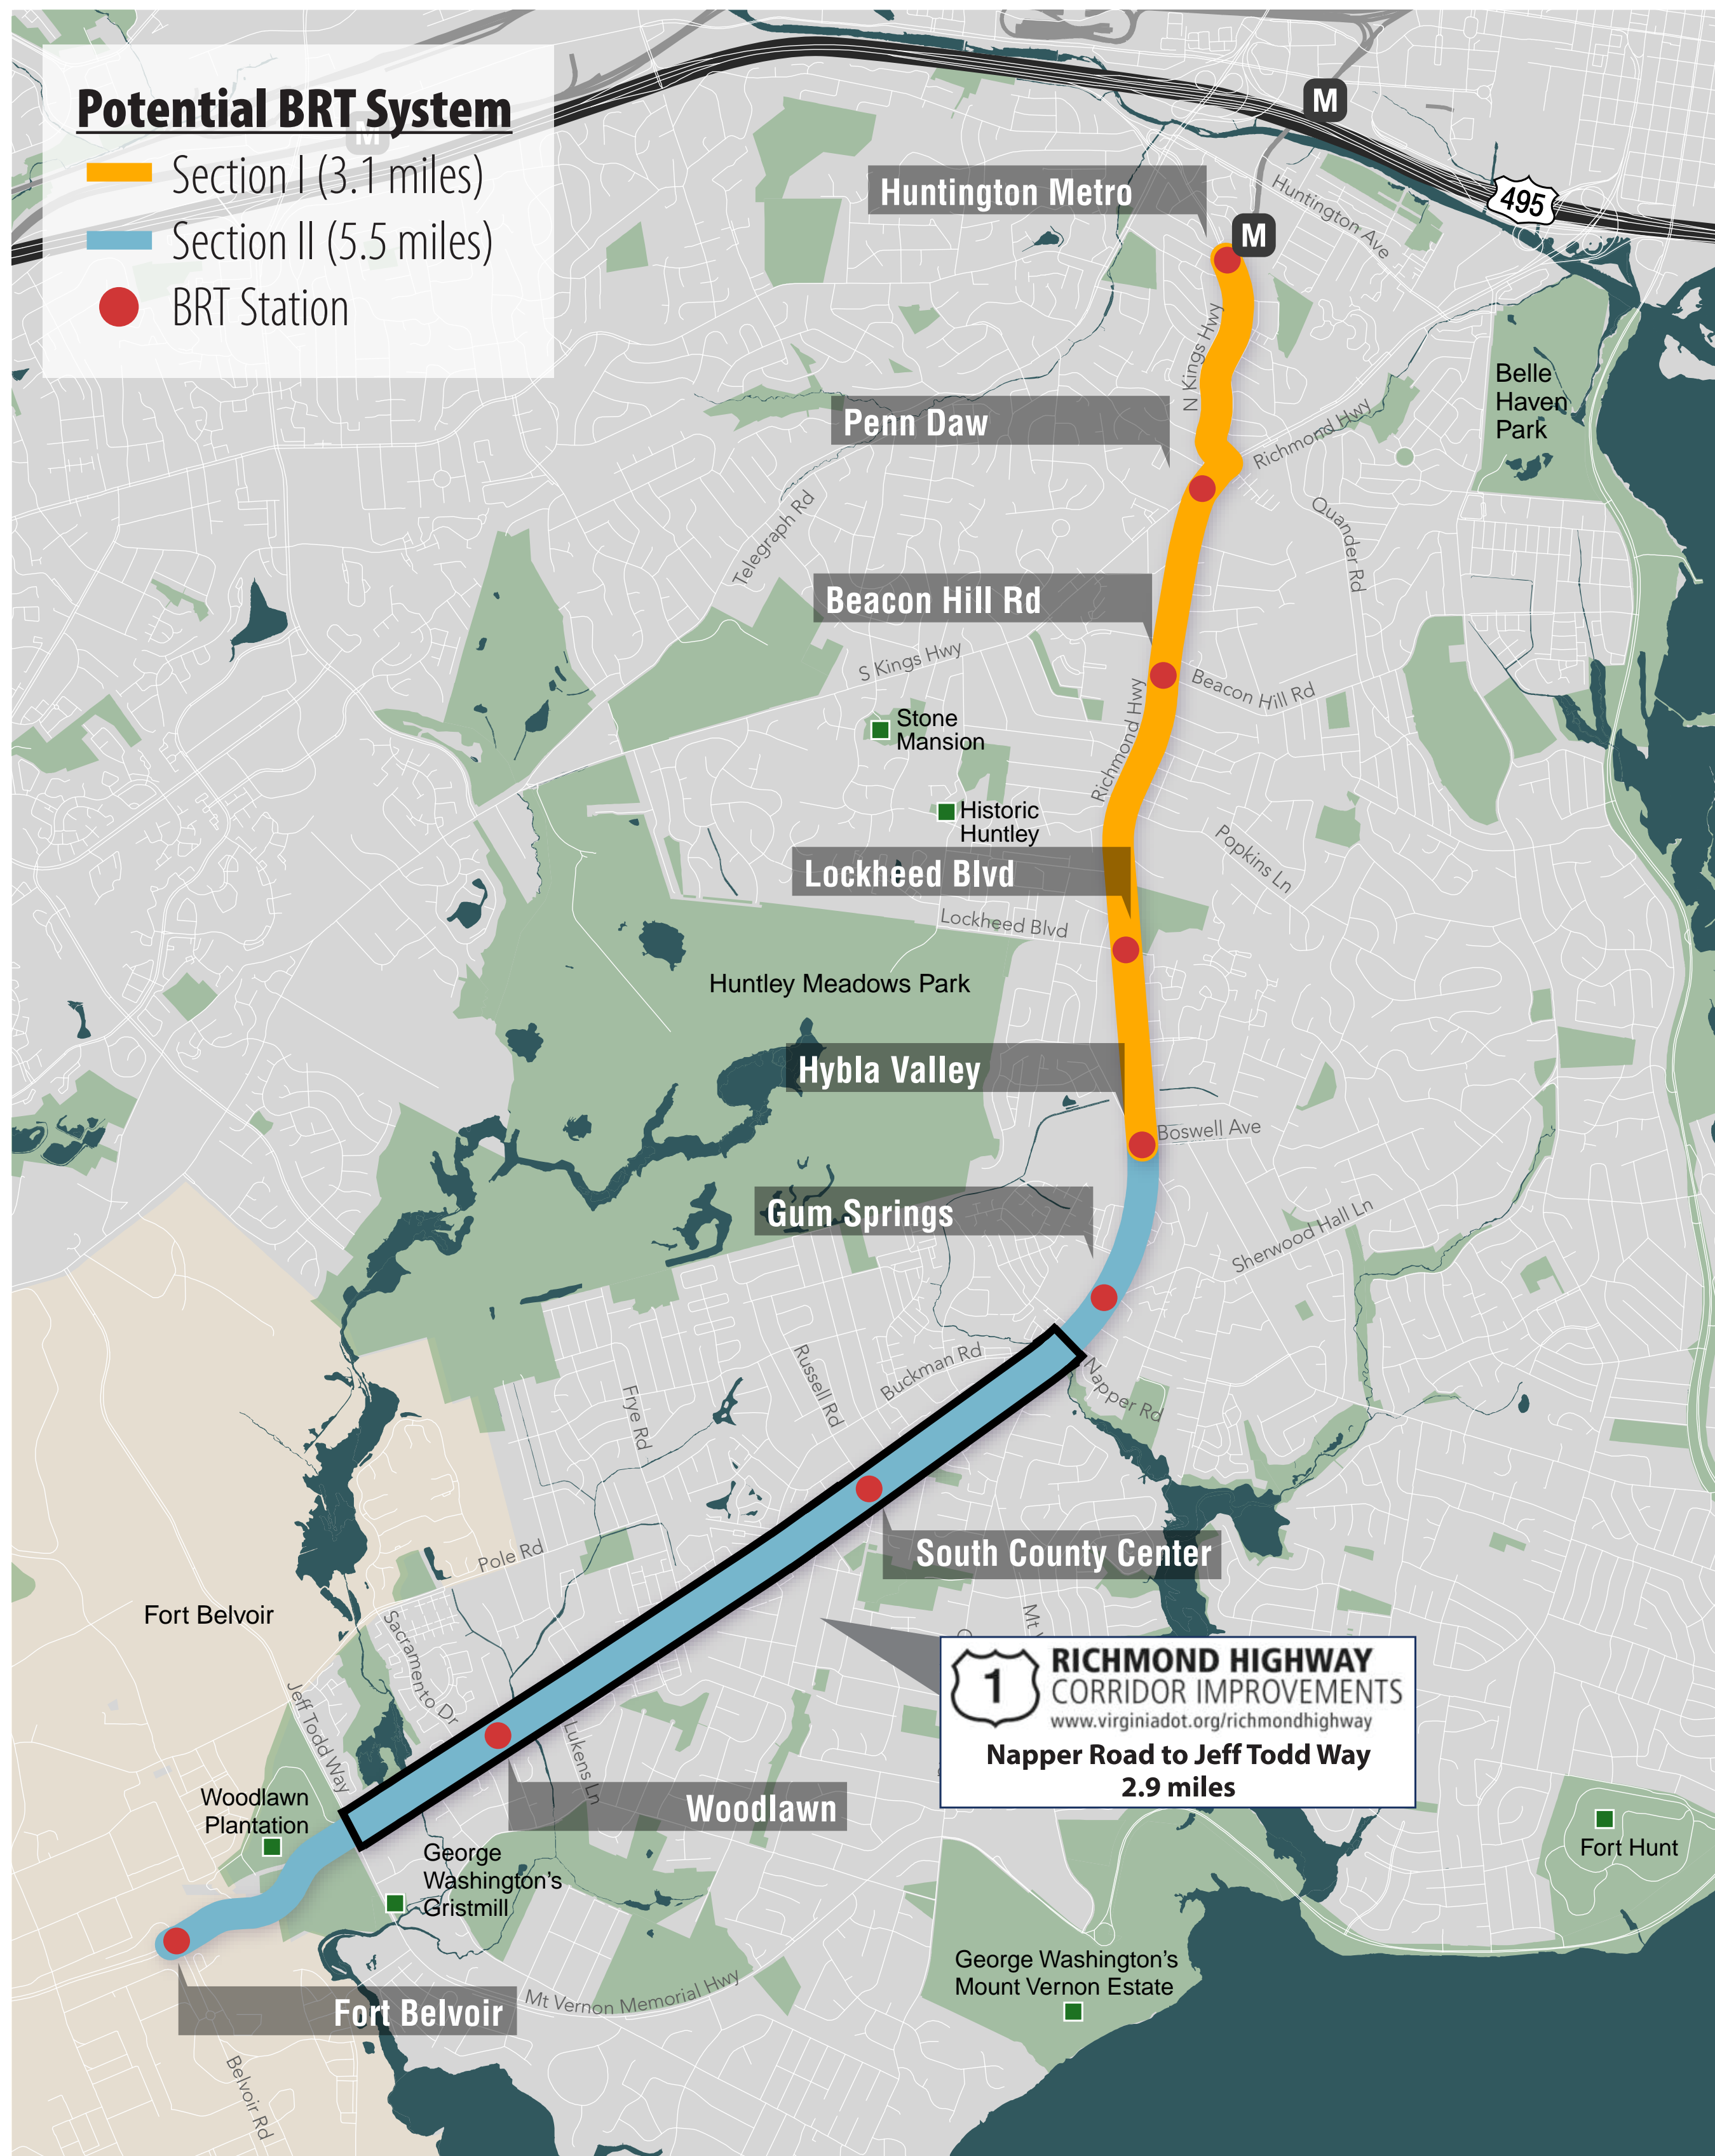 Potential BRT System
M
Section I (3.1 miles)
Section II (5.5 miles)
BRT Station
M
495
Huntington Metro
Huntington Ave
M
N Kings Hwy
Belle
Haven
Park
Penn Daw
Richmond Hwy
Telegraph Rd
Quander Rd
Beacon Hill Rd
S Kings Hwy
Beacon Hill Rd
Richmond Hwy
Stone
Mansion
Historic
Huntley
Popkins Ln
Lockheed Blvd
Lockheed Blvd
Huntley Meadows Park
Hybla Valley
Boswell Ave
Gum Springs
Sherwood Hall Ln
Russell Rd
Buckman Rd
Napper Rd
Frye Rd
Pole Rd
South County Center
Fort Belvoir
Sacramento Dr
Mt
Jeff Todd Way
Lukens Ln
1
RICHMOND HIGHWAY
CORRIDOR IMPROVEMENTS
www.virginiadot.org/richmondhighway
Napper Road to Jeff Todd Way
2.9 miles
Woodlawn
Plantation
Woodlawn
George
Washington's
Gristmill
Fort Hunt
George Washington's
Mount Vernon Estate
Mt Vernon Memorial Hwy
Fort Belvoir
Belvoir Rd